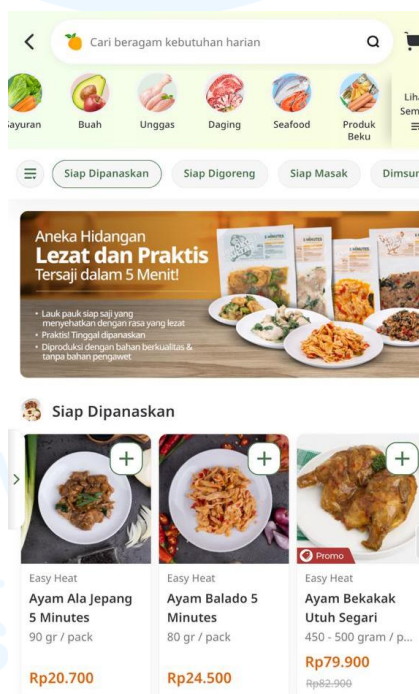 Cari beragam kebutuhan harian
Sayuran
Buah
Unggas
Daging
Seafood
Produk
Beku
Siap Dipanaskan
Siap Digoreng
Siap Masak
Aneka Hidangan
Lezat dan Praktis
Tersaji dalam 5 Menit!
• Lauk pauk siap saji yang
menyehatkan dengan rasa yang lezat
• Praktis! Tinggal dipanaskan
• Diproduksi dengan bahan berkualitas &
tanpa bahan pengawet
Siap Dipanaskan
Promo
Easy Heat
Ayam Ala Jepang
5 Minutes
90 gr / pack
Rp20.700
Easy Heat
Ayam Balado 5
Minutes
80 gr / pack
Rp24.500
Easy Heat
Ayam Bekakak
Utuh Segari
450 - 500 gram / p...
Rp79.900
Rp82.900